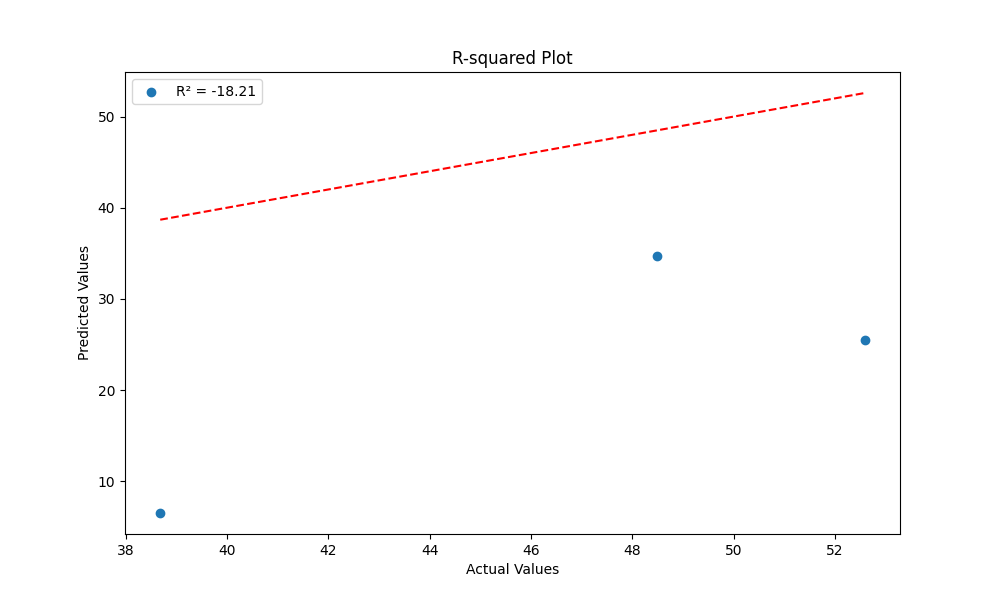 R-squared Plot
R² = -18.21
50
40
30
20
10
Predicted Values
38 40 42 44 46 48 50 52
Actual Values